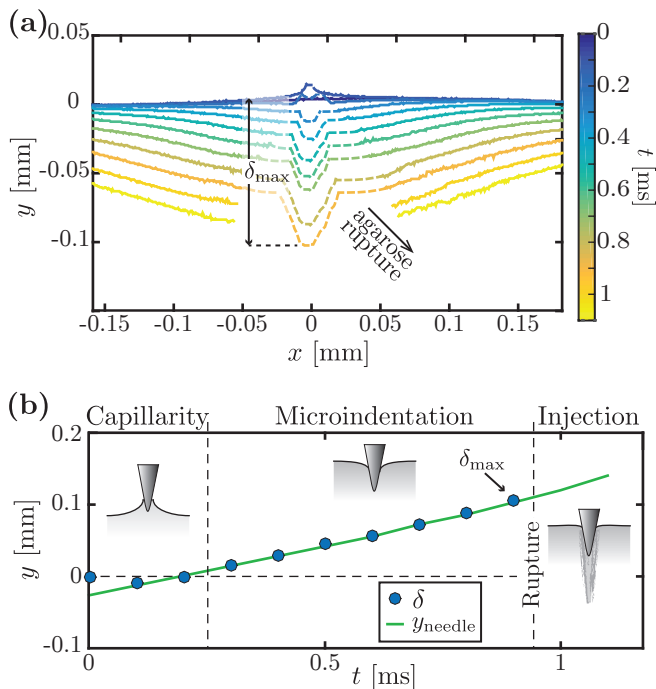 (a)
0.05
0
-0.05
-0.1
y [mm]
δmax
agarose
rupture
-0.15
-0.1
-0.05
0
0.05
0.1
0.15
x [mm]
0
0.2
0.4
0.6
0.8
1
t [ms]
(b)
Capillarity
Microindentation
Injection
0.2
0.1
0
-0.1
y [mm]
δmax
Rupture
δ
yneedle
0
0.5
1
t [ms]